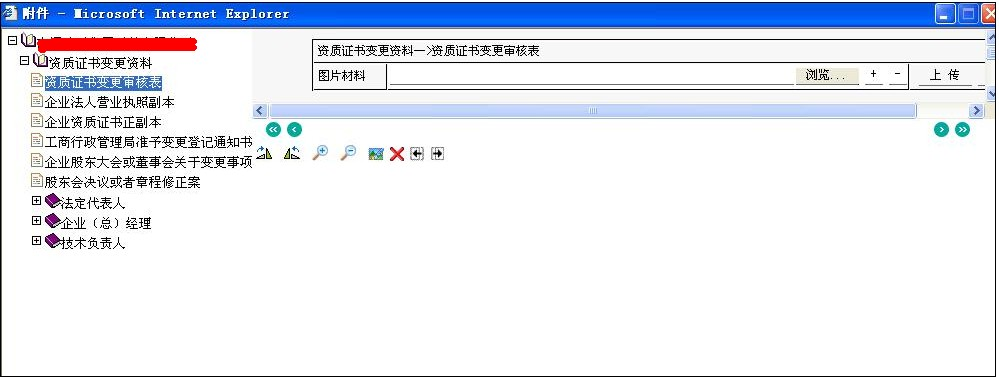 附件 - Microsoft Internet Explorer
资质证书变更资料
资质证书变更审核表
企业法人营业执照副本
企业资质证书正副本
工商行政管理局准予变更登记通知书
企业股东大会或董事会关于变更事项
股东会决议或者章程修正案
法定代表人
企业（总）经理
技术负责人
资质证书变更资料—>资质证书变更审核表
图片材料 浏览... + - 上 传